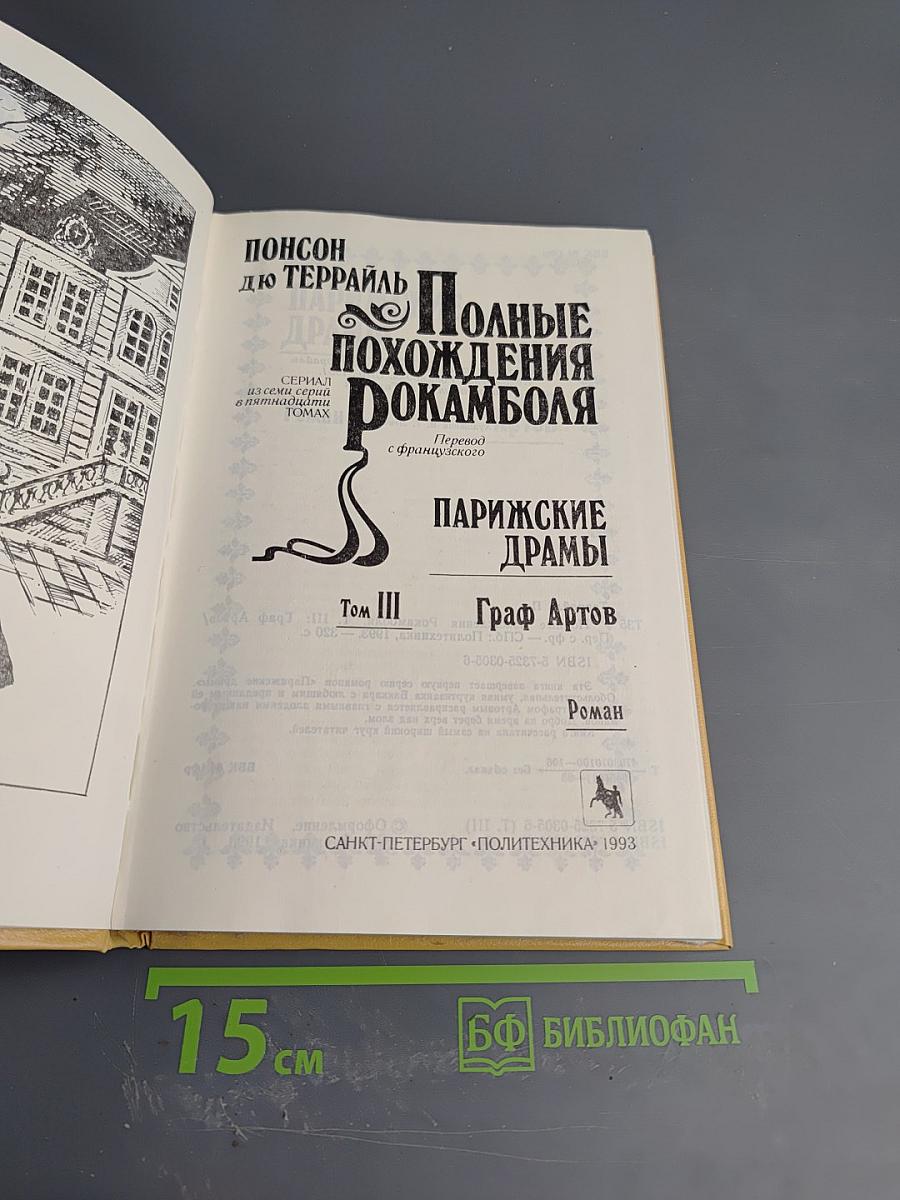 ПОНСОН
дю ТЕРРАЙЛЬ
ПОЛНЫЕ
ПОХОЖДЕНИЯ
РОКАМБОЛЯ
СЕРИАЛ
из семи серий
в пятнадцати
ТОМАХ
Перевод
с французского
ПАРИЖСКИЕ
ДРАМЫ
Том III
Граф Артов
Роман
САНКТ-ПЕТЕРБУРГ «ПОЛИТЕХНИКА» 1993
15 см
БФ БИБЛИОФАН